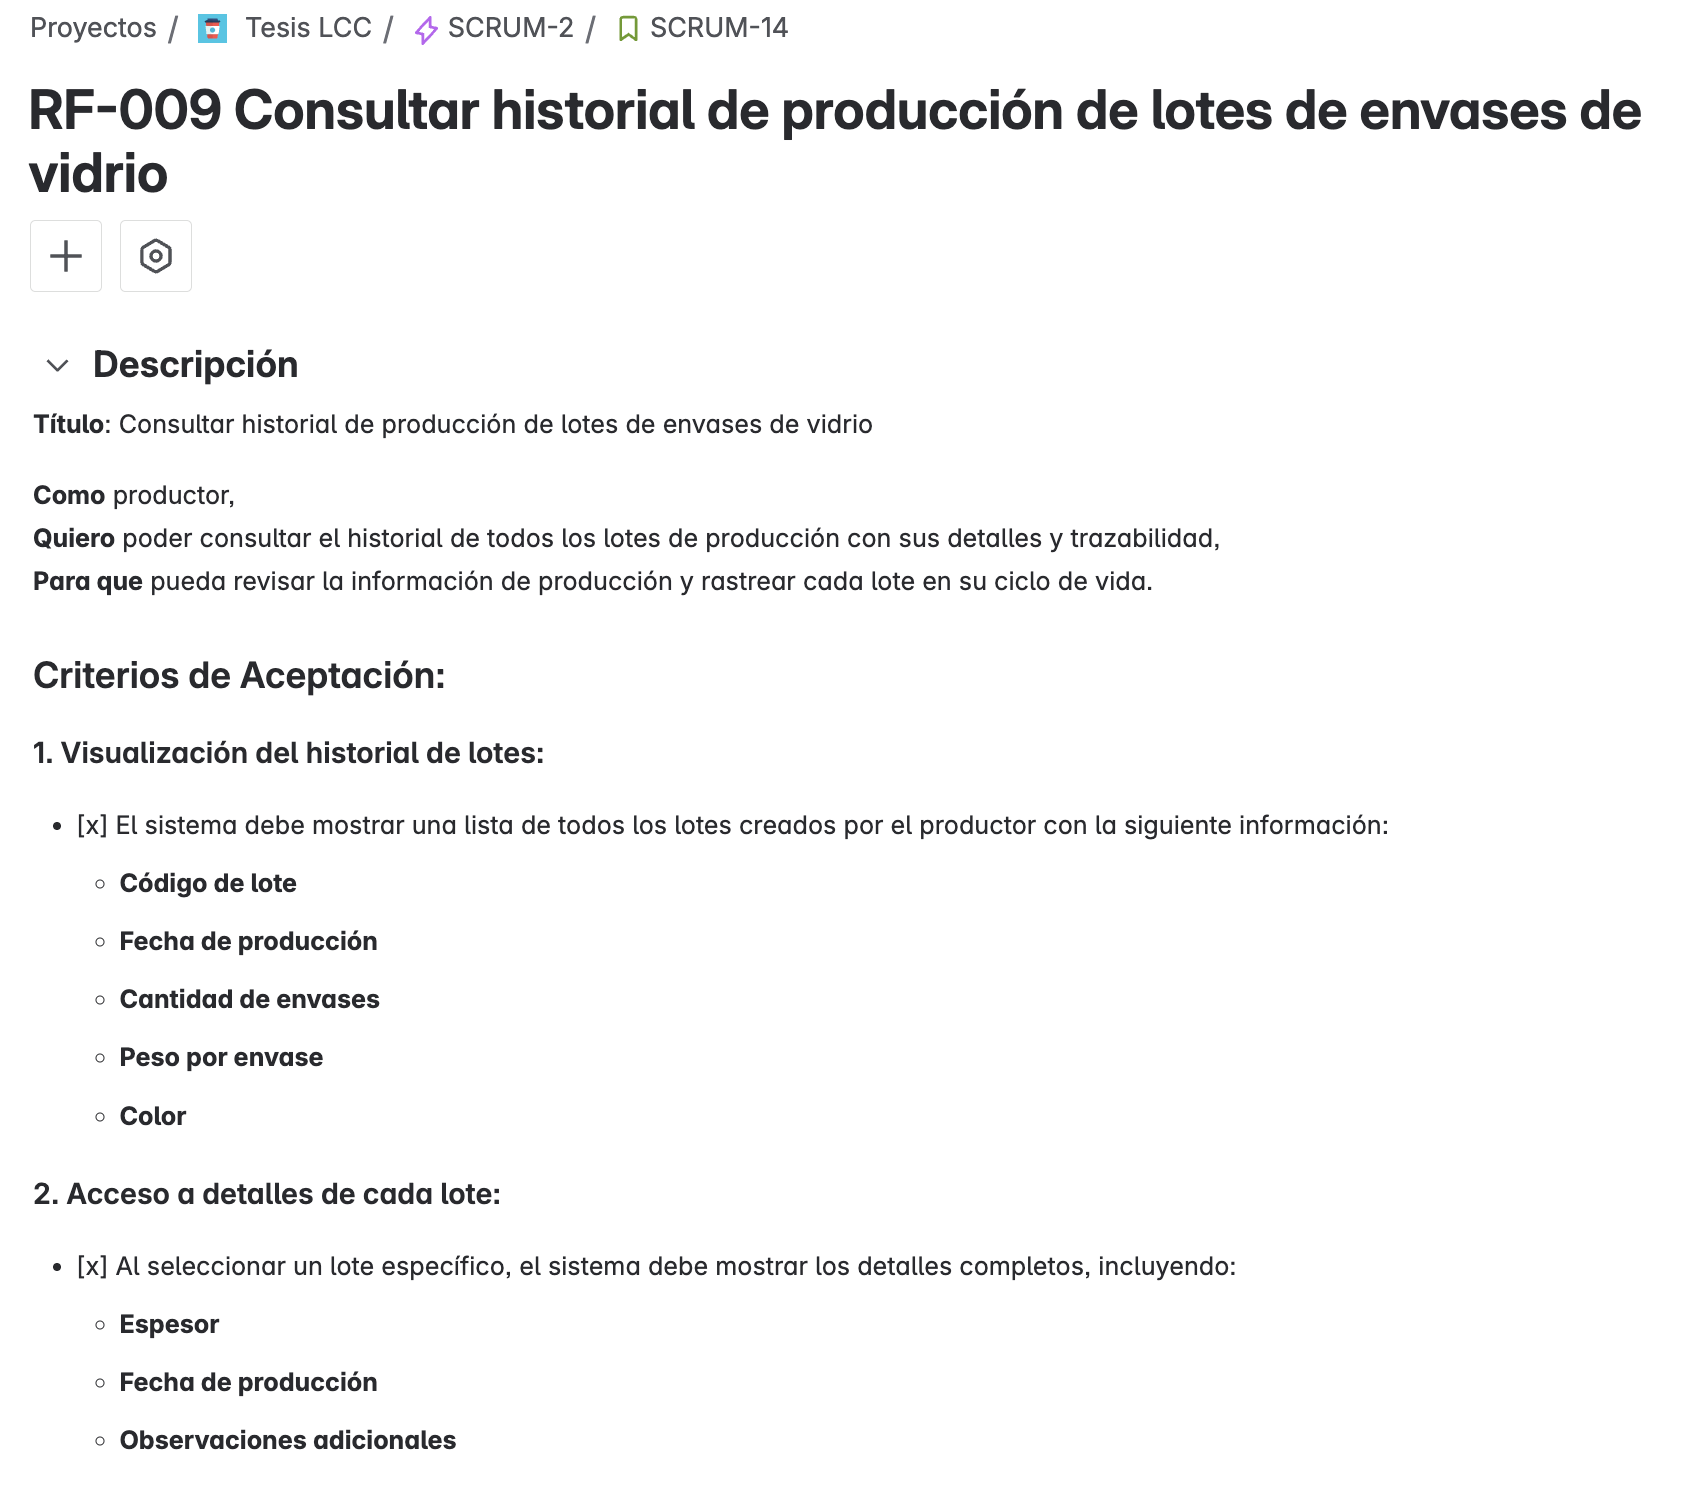 Proyectos / Tesis LCC / SCRUM-2 / SCRUM-14
RF-009 Consultar historial de producción de lotes de envases de
vidrio
Descripción
Título: Consultar historial de producción de lotes de envases de vidrio
Como productor,
Quiero poder consultar el historial de todos los lotes de producción con sus detalles y trazabilidad,
Para que pueda revisar la información de producción y rastrear cada lote en su ciclo de vida.
Criterios de Aceptación:
1. Visualización del historial de lotes:
• [x] El sistema debe mostrar una lista de todos los lotes creados por el productor con la siguiente información:
◦ Código de lote
◦ Fecha de producción
◦ Cantidad de envases
◦ Peso por envase
◦ Color
2. Acceso a detalles de cada lote:
• [x] Al seleccionar un lote específico, el sistema debe mostrar los detalles completos, incluyendo:
◦ Espesor
◦ Fecha de producción
◦ Observaciones adicionales